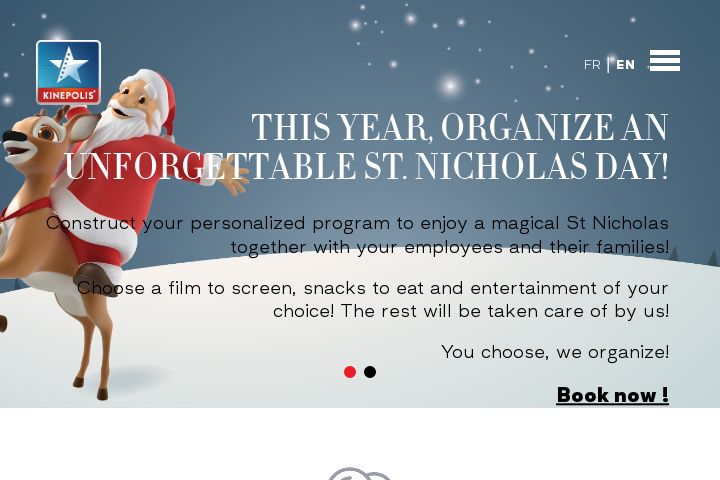 KINEPOLIS
FR | EN
THIS YEAR, ORGANIZE AN
UNFORGETTABLE ST. NICHOLAS DAY!
Construct your personalized program to enjoy a magical St Nicholas
together with your employees and their families!
Choose a film to screen, snacks to eat and entertainment of your
choice! The rest will be taken care of by us!
You choose, we organize!
Book now !